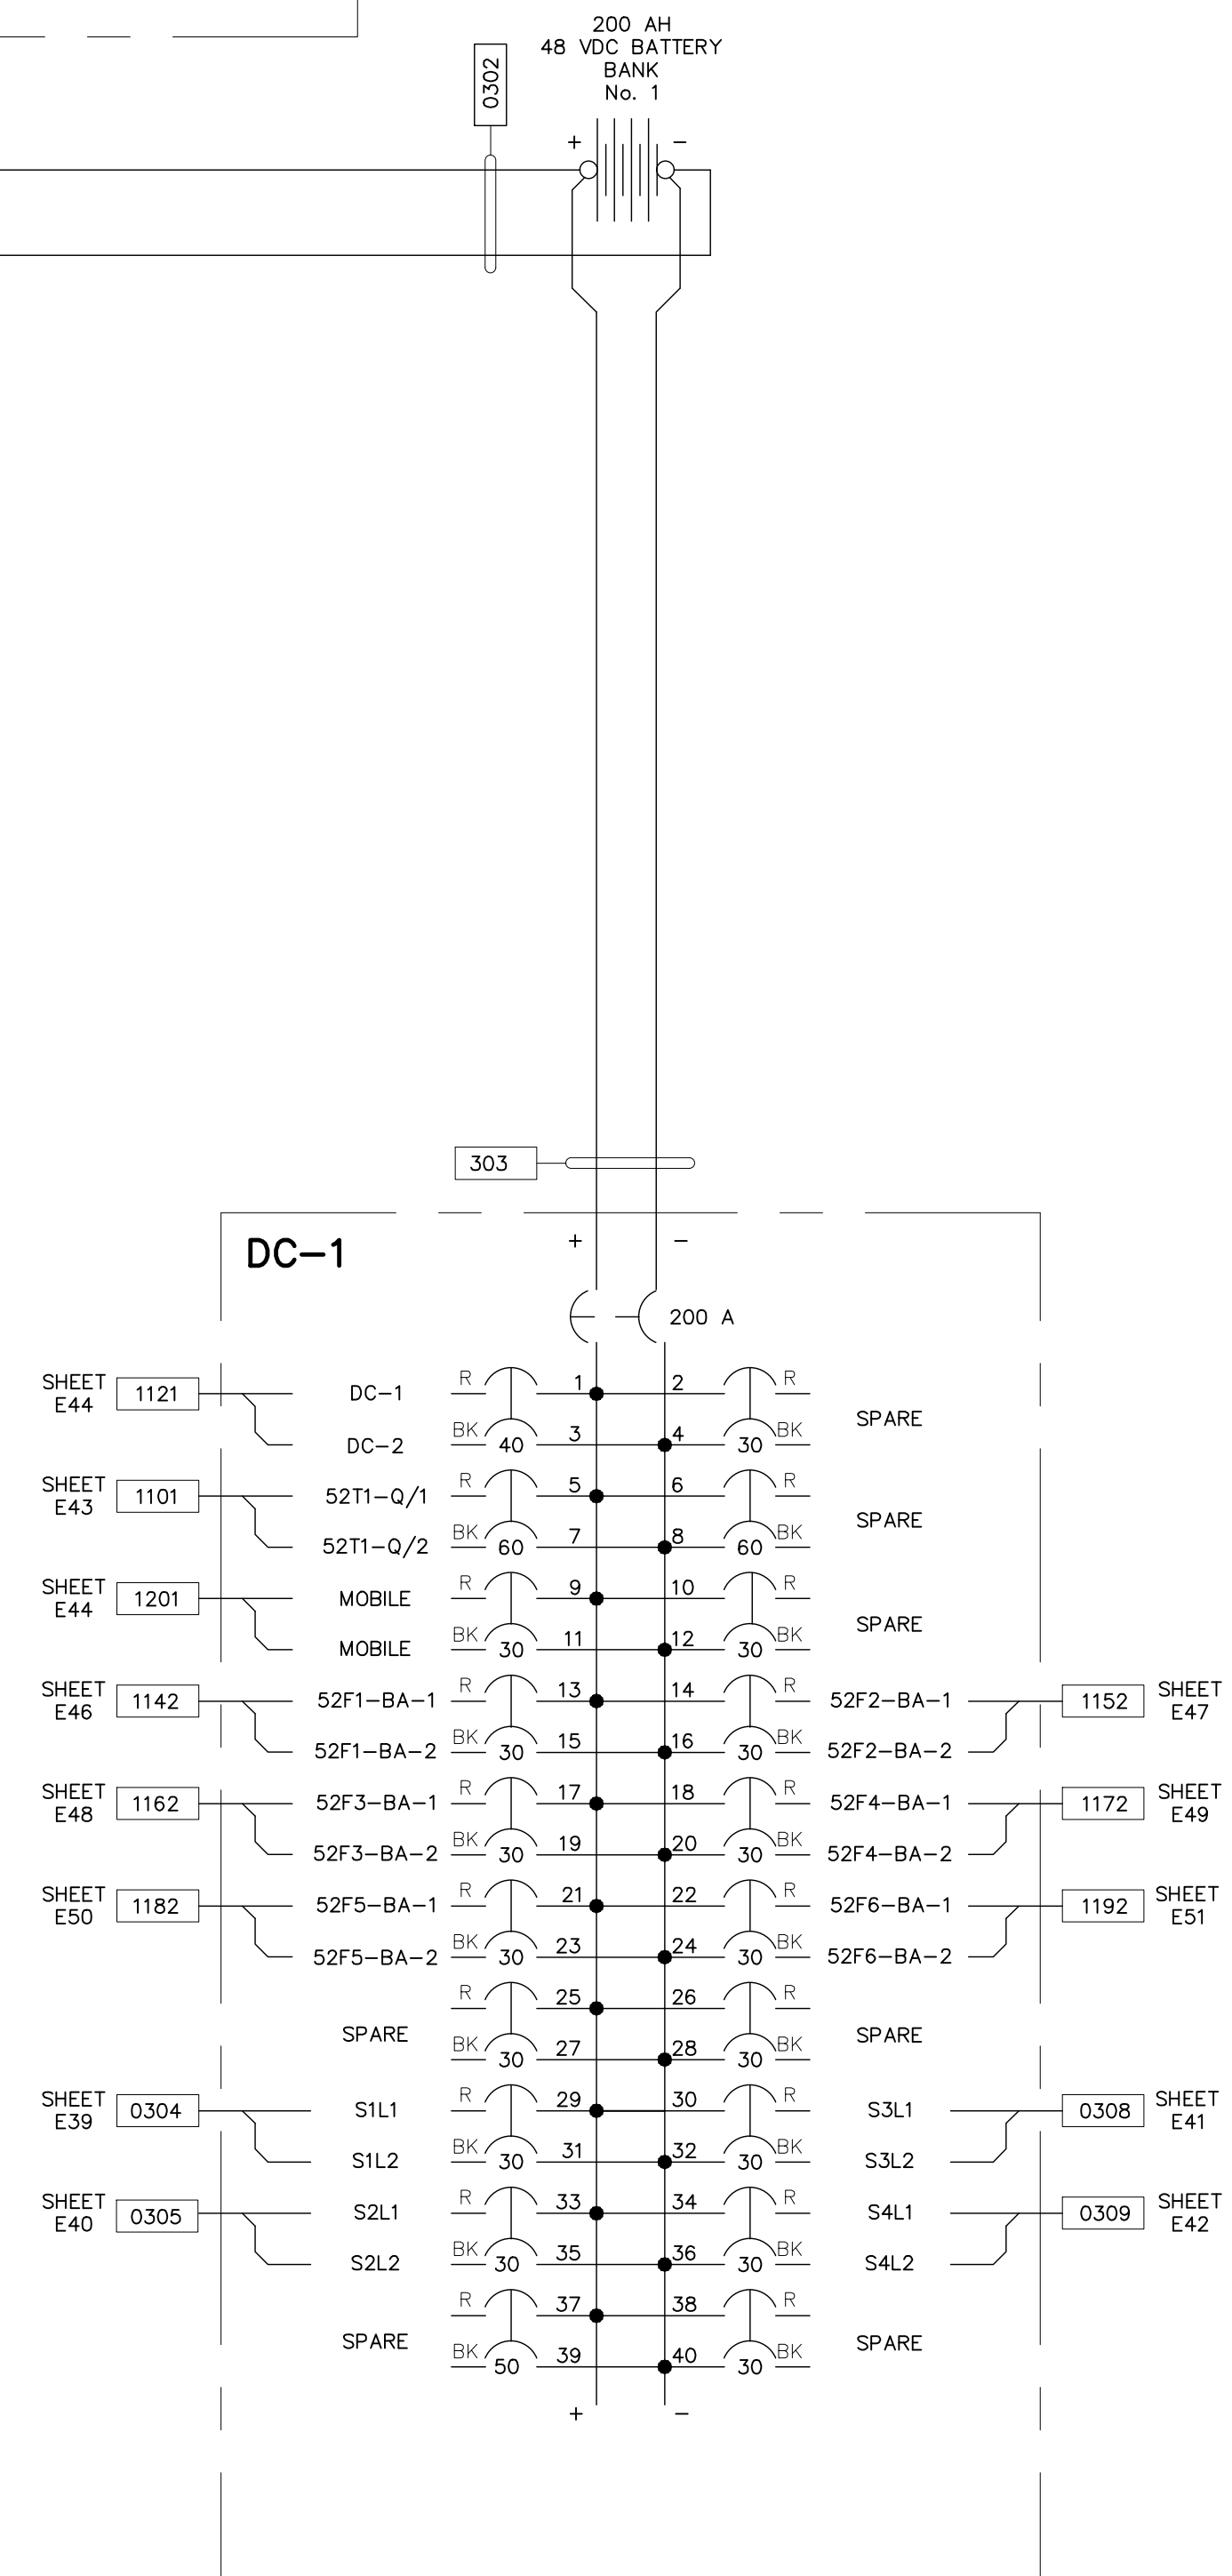 200 AH
48 VDC BATTERY
BANK
No. 1
0302
+ −
303
DC−1
+ −
200 A
SHEET E44 1121 DC−1 R 1 2 R
DC−2 BK 40 3 4 30 BK SPARE
SHEET E43 1101 52T1−Q/1 R 5 6 R
52T1−Q/2 BK 60 7 8 60 BK SPARE
SHEET E44 1201 MOBILE R 9 10 R
MOBILE BK 30 11 12 30 BK SPARE
SHEET E46 1142 52F1−BA−1 R 13 14 R 52F2−BA−1 1152 SHEET E47
52F1−BA−2 BK 30 15 16 30 BK 52F2−BA−2
SHEET E48 1162 52F3−BA−1 R 17 18 R 52F4−BA−1 1172 SHEET E49
52F3−BA−2 BK 30 19 20 30 BK 52F4−BA−2
SHEET E50 1182 52F5−BA−1 R 21 22 R 52F6−BA−1 1192 SHEET E51
52F5−BA−2 BK 30 23 24 30 BK 52F6−BA−2
R 25 26 R
SPARE BK 30 27 28 30 BK SPARE
SHEET E39 0304 S1L1 R 29 30 R S3L1 0308 SHEET E41
S1L2 BK 30 31 32 30 BK S3L2
SHEET E40 0305 S2L1 R 33 34 R S4L1 0309 SHEET E42
S2L2 BK 30 35 36 30 BK S4L2
R 37 38 R
SPARE BK 50 39 40 30 BK SPARE
+ −